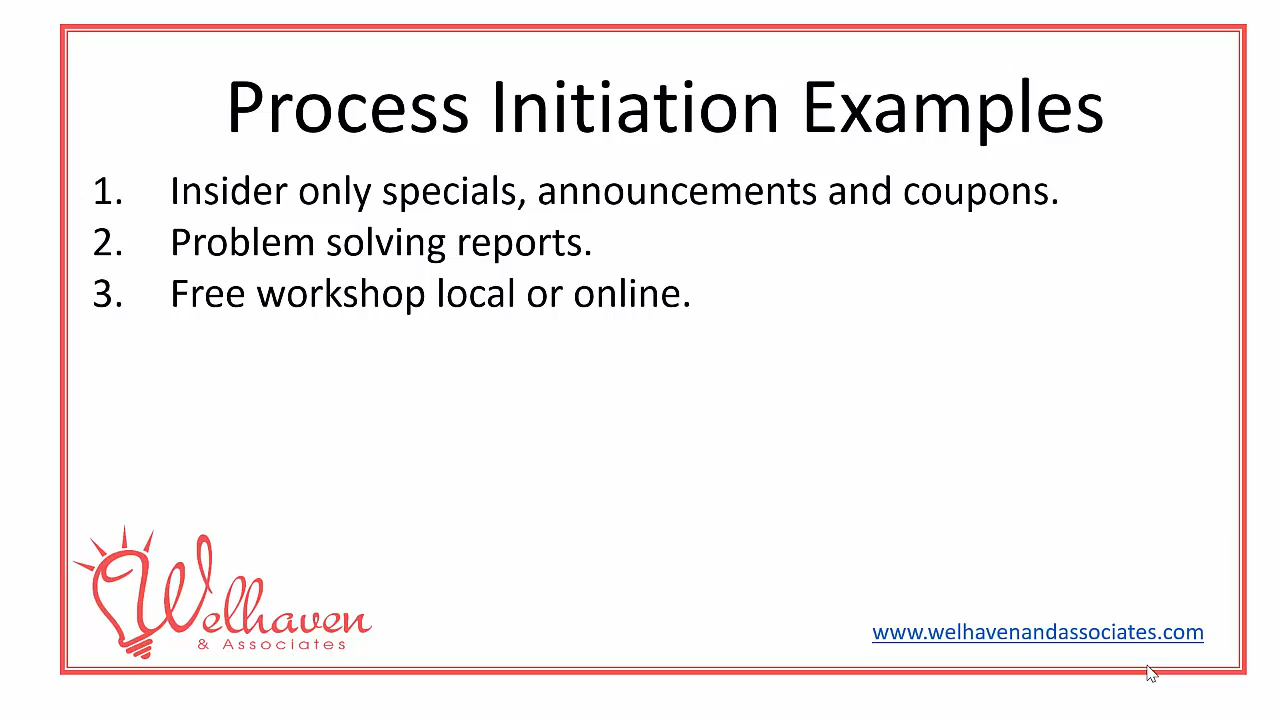 Process Initiation Examples
1. Insider only specials, announcements and coupons.
2. Problem solving reports.
3. Free workshop local or online.
Welhaven
& Associates
www.welhavenandassociates.com